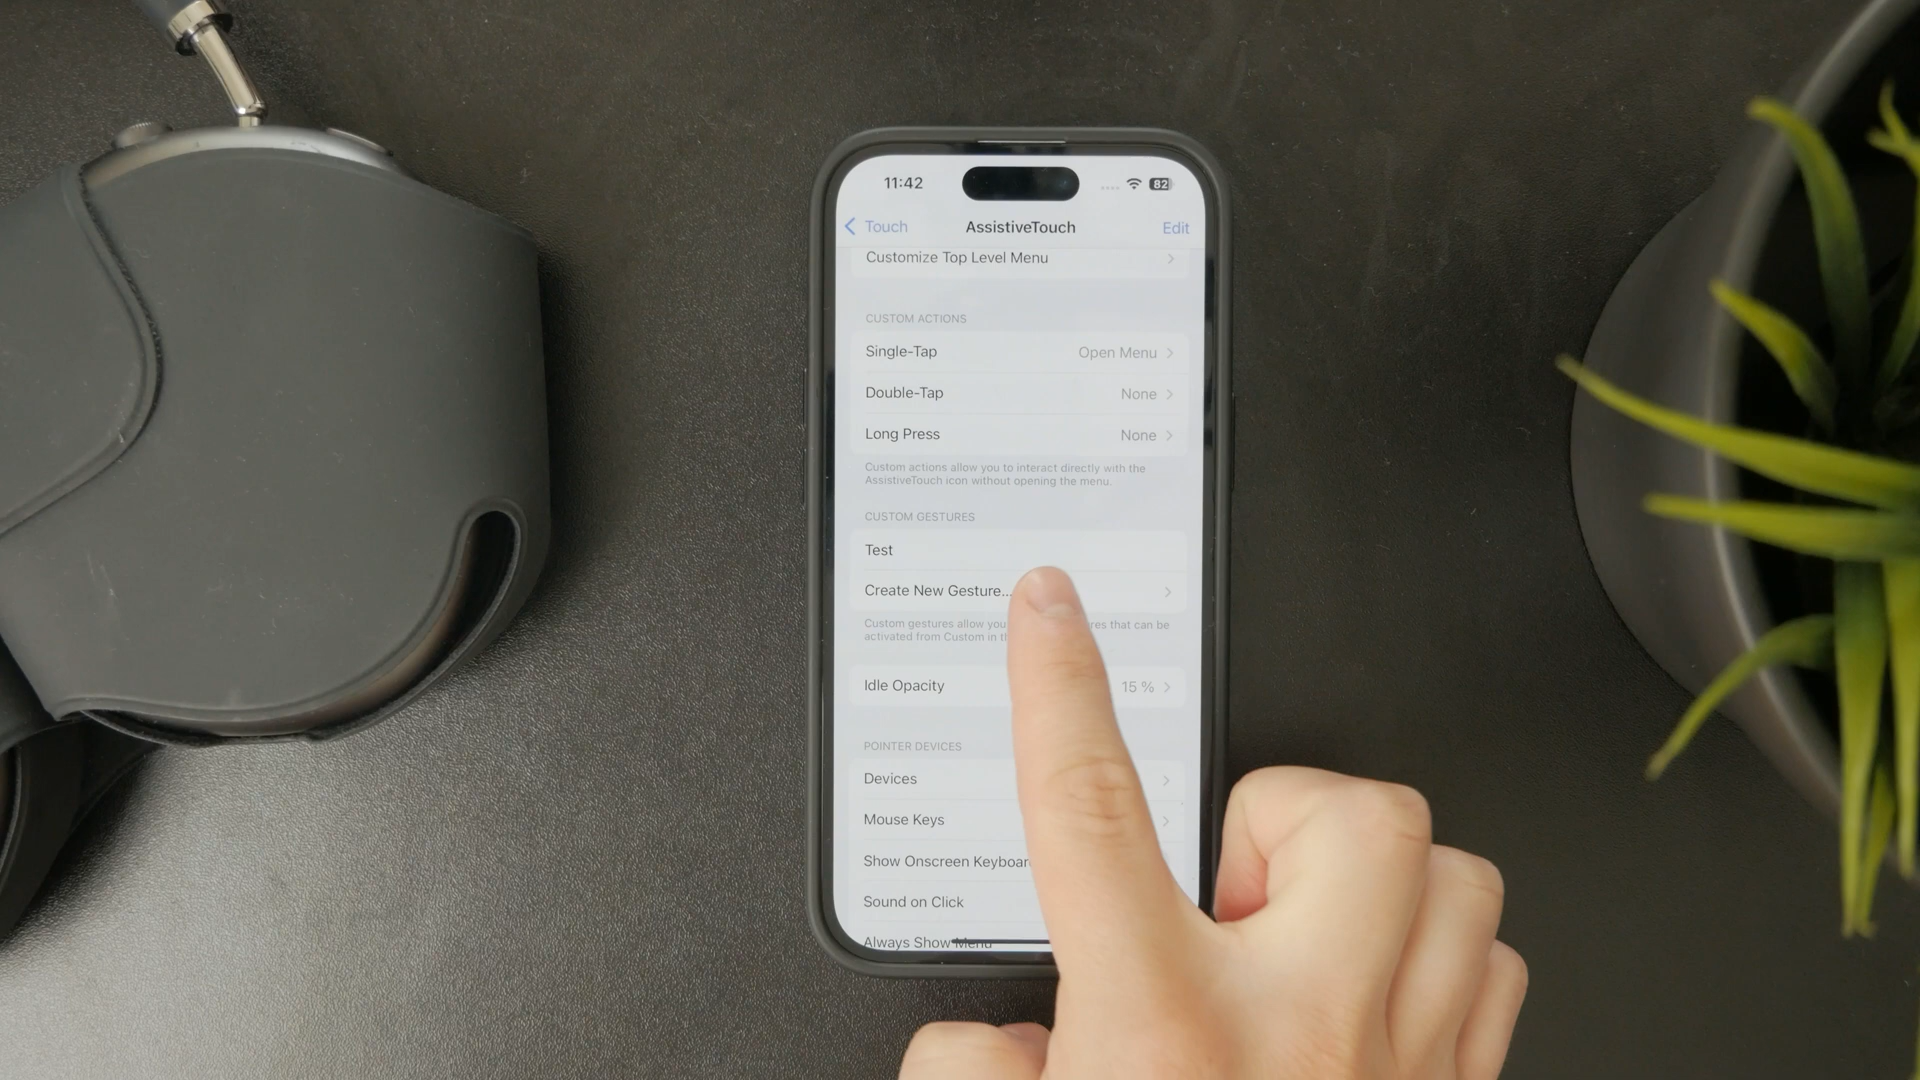 11:42
82
Touch
AssistiveTouch
Edit
Customize Top Level Menu
CUSTOM ACTIONS
Single-Tap Open Menu
Double-Tap None
Long Press None
Custom actions allow you to interact directly with the
AssistiveTouch icon without opening the menu.
CUSTOM GESTURES
Test
Create New Gesture...
Custom gestures allow you that can be
activated from Custom in
Idle Opacity 15 %
POINTER DEVICES
Devices
Mouse Keys
Show Onscreen
Sound on Click
Always Show Menu